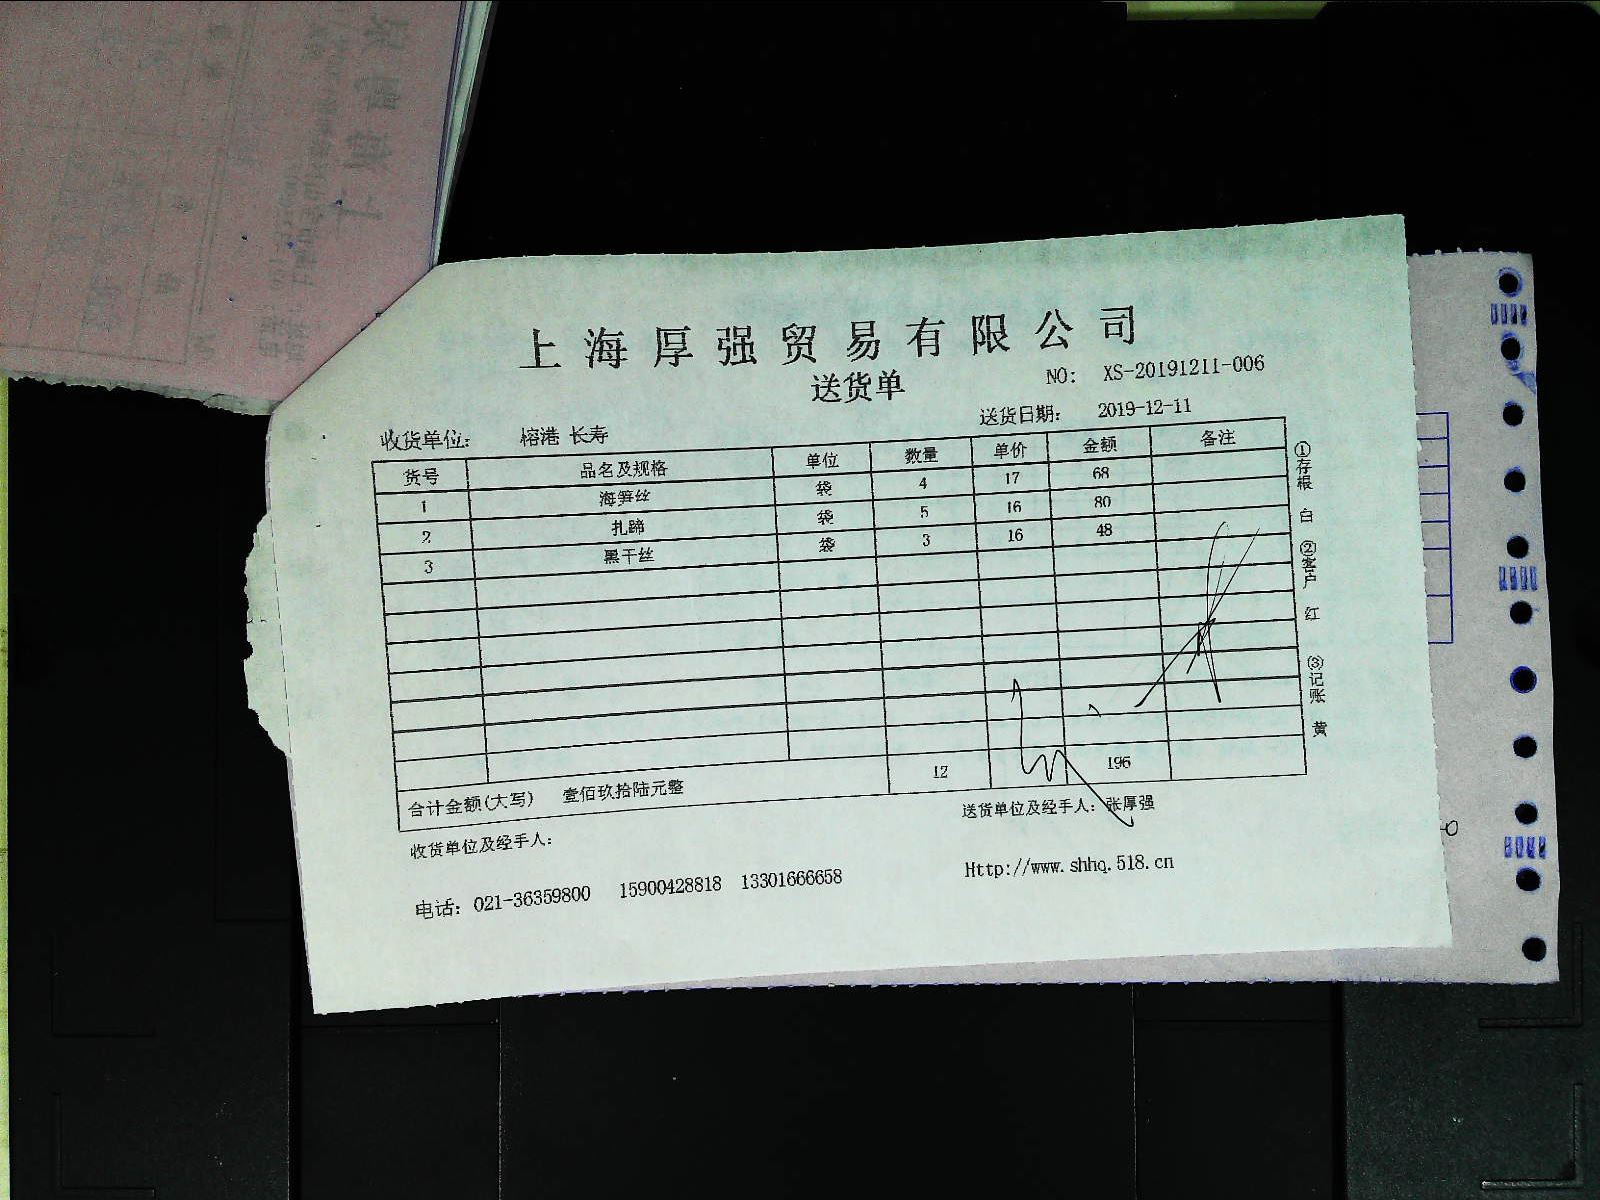 上海厚强贸易有限公司
送货单
NO: XS-20191211-006
送货日期: 2019-12-11
收货单位: 榕港 长寿
货号 品名及规格 单位 数量 单价 金额 备注
1 海笋丝 袋 4 17 68
2 扎蹄 袋 5 16 80
3 黑干丝 袋 3 16 48
合计金额(大写) 壹佰玖拾陆元整 12 196
收货单位及经手人:
送货单位及经手人: 张厚强
电话: 021-36359800 15900428818 13301666658
Http://www.shhq.518.cn
①存根 白 ②客户 红 ③记账 黄